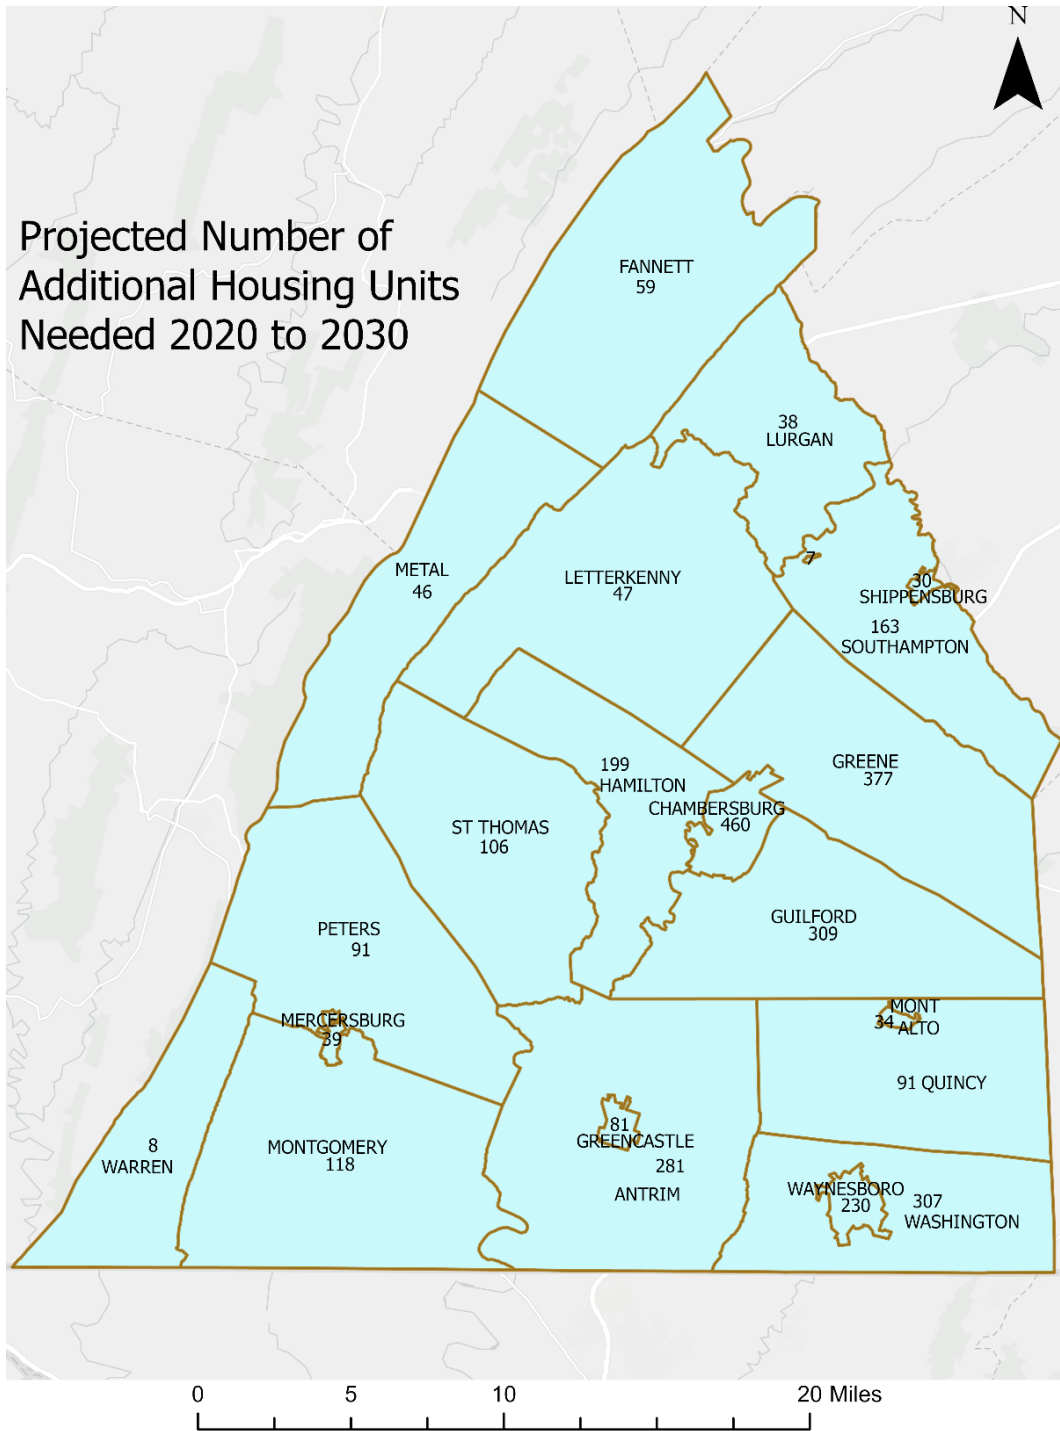 N
Projected Number of
Additional Housing Units
Needed 2020 to 2030
FANNETT
59
38
LURGAN
7
METAL
46
LETTERKENNY
47
30
SHIPPENSBURG
163
SOUTHAMPTON
199
HAMILTON
GREENE
377
CHAMBERSBURG
460
ST THOMAS
106
GUILFORD
309
PETERS
91
MERCERSBURG
39
MONT
34 ALTO
91 QUINCY
8
WARREN
MONTGOMERY
118
81
GREENCASTLE
281
ANTRIM
WAYNESBORO
230
307
WASHINGTON
0 5 10 20 Miles